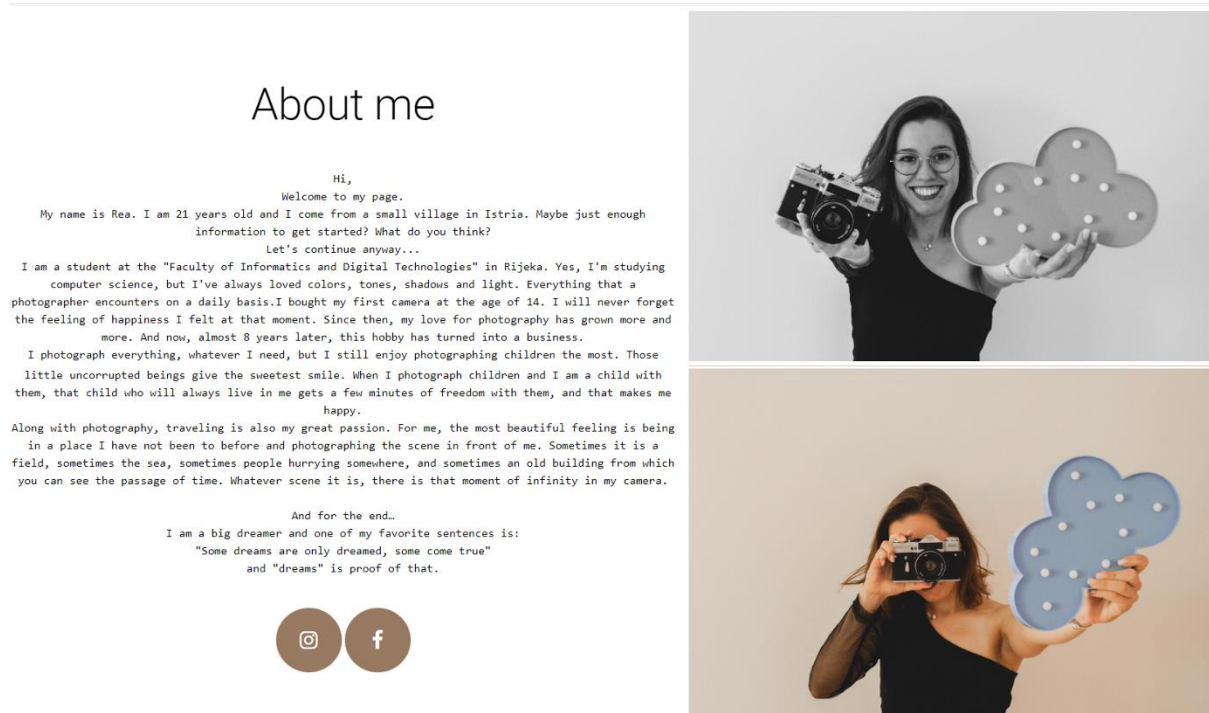 About me
Hi,
Welcome to my page.
My name is Rea. I am 21 years old and I come from a small village in Istria. Maybe just enough
information to get started? What do you think?
Let's continue anyway...
I am a student at the "Faculty of Informatics and Digital Technologies" in Rijeka. Yes, I'm studying
computer science, but I've always loved colors, tones, shadows and light. Everything that a
photographer encounters on a daily basis.I bought my first camera at the age of 14. I will never forget
the feeling of happiness I felt at that moment. Since then, my love for photography has grown more and
more. And now, almost 8 years later, this hobby has turned into a business.
I photograph everything, whatever I need, but I still enjoy photographing children the most. Those
little uncorrupted beings give the sweetest smile. When I photograph children and I am a child with
them, that child who will always live in me gets a few minutes of freedom with them, and that makes me
happy.
Along with photography, traveling is also my great passion. For me, the most beautiful feeling is being
in a place I have not been to before and photographing the scene in front of me. Sometimes it is a
field, sometimes the sea, sometimes people hurrying somewhere, and sometimes an old building from which
you can see the passage of time. Whatever scene it is, there is that moment of infinity in my camera.
And for the end…
I am a big dreamer and one of my favorite sentences is:
"Some dreams are only dreamed, some come true"
and "dreams" is proof of that.